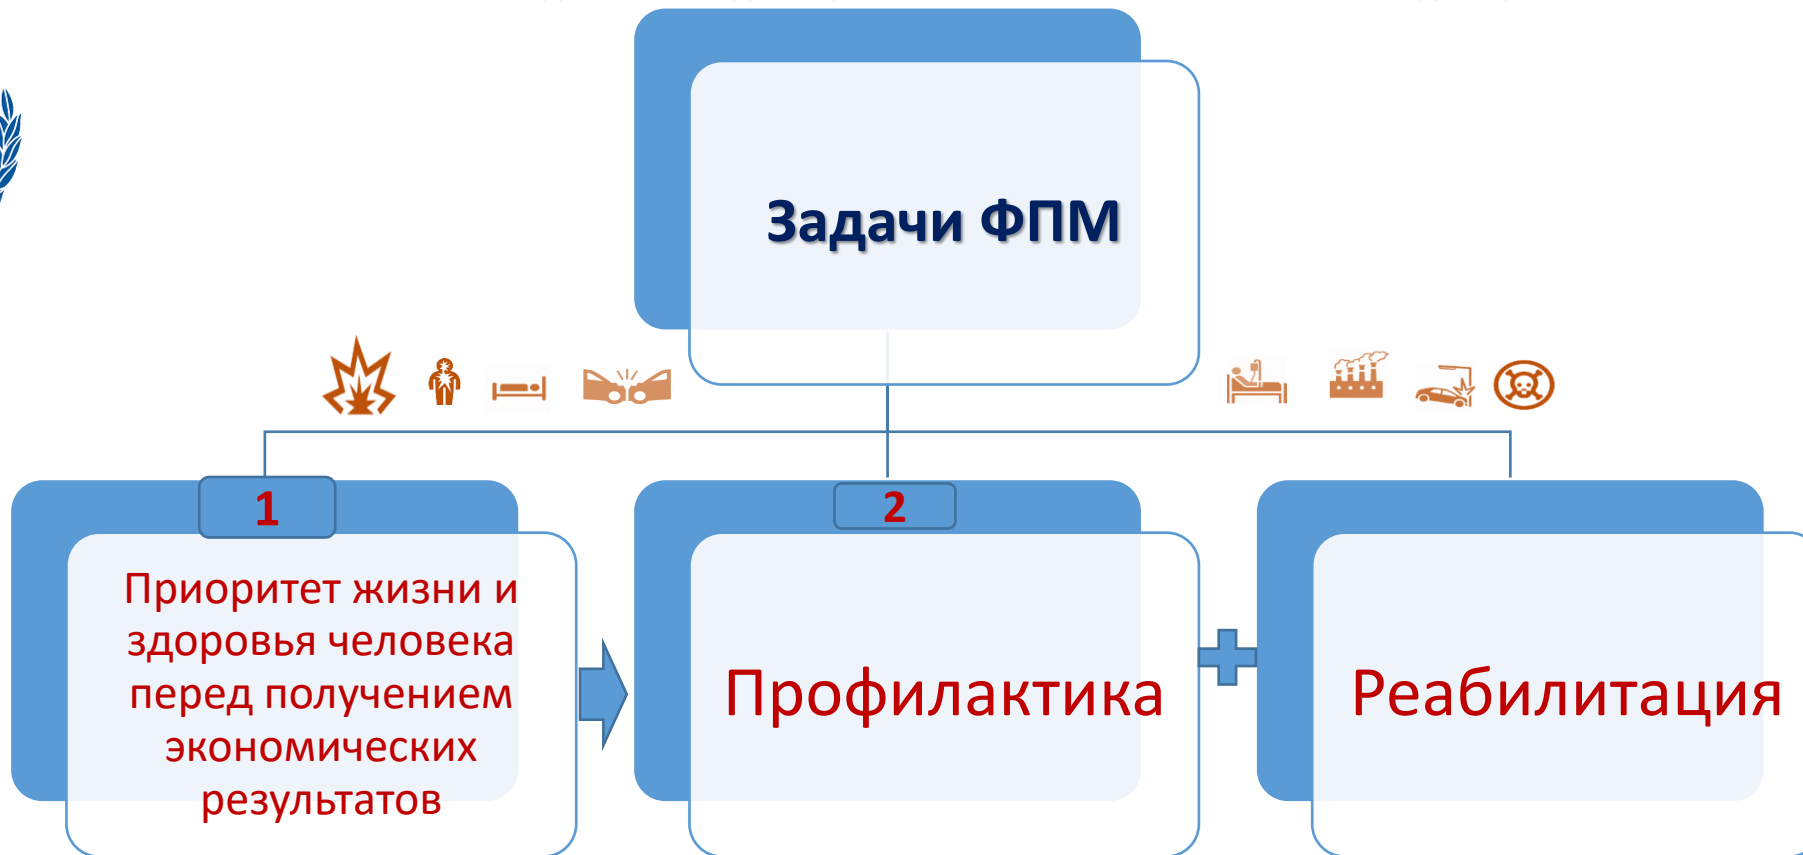 Задачи ФПМ
1
2
Приоритет жизни и
здоровья человека
перед получением
экономических
результатов
Профилактика
Реабилитация